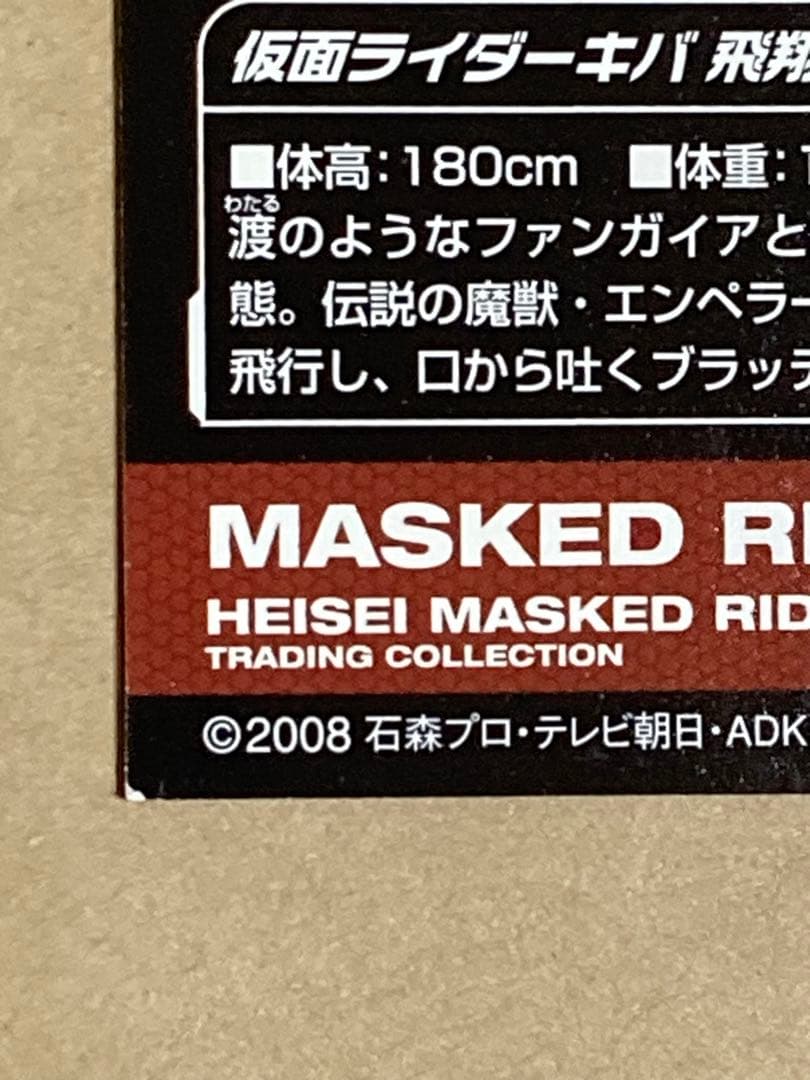 仮面ライダーキバ 飛翔
■体高：180cm ■体重：1
わたる
渡のようなファンガイアと
態。伝説の魔獣・エンペラー
飛行し、口から吐くブラッデ
MASKED RI
HEISEI MASKED RID
TRADING COLLECTION
©2008 石森プロ・テレビ朝日・ADK